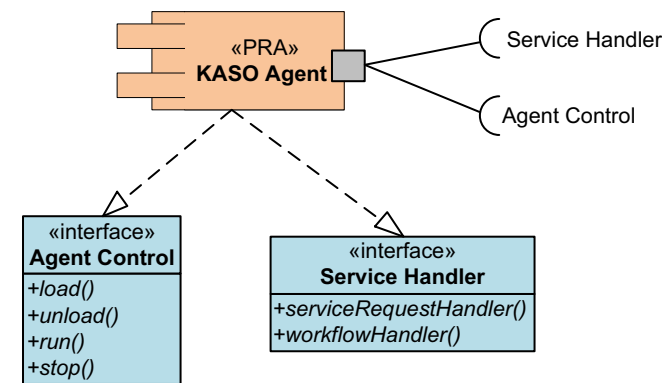 «PRA»
KASO Agent
Service Handler
Agent Control
«interface»
Agent Control
+load()
+unload()
+run()
+stop()
«interface»
Service Handler
+serviceRequestHandler()
+workflowHandler()